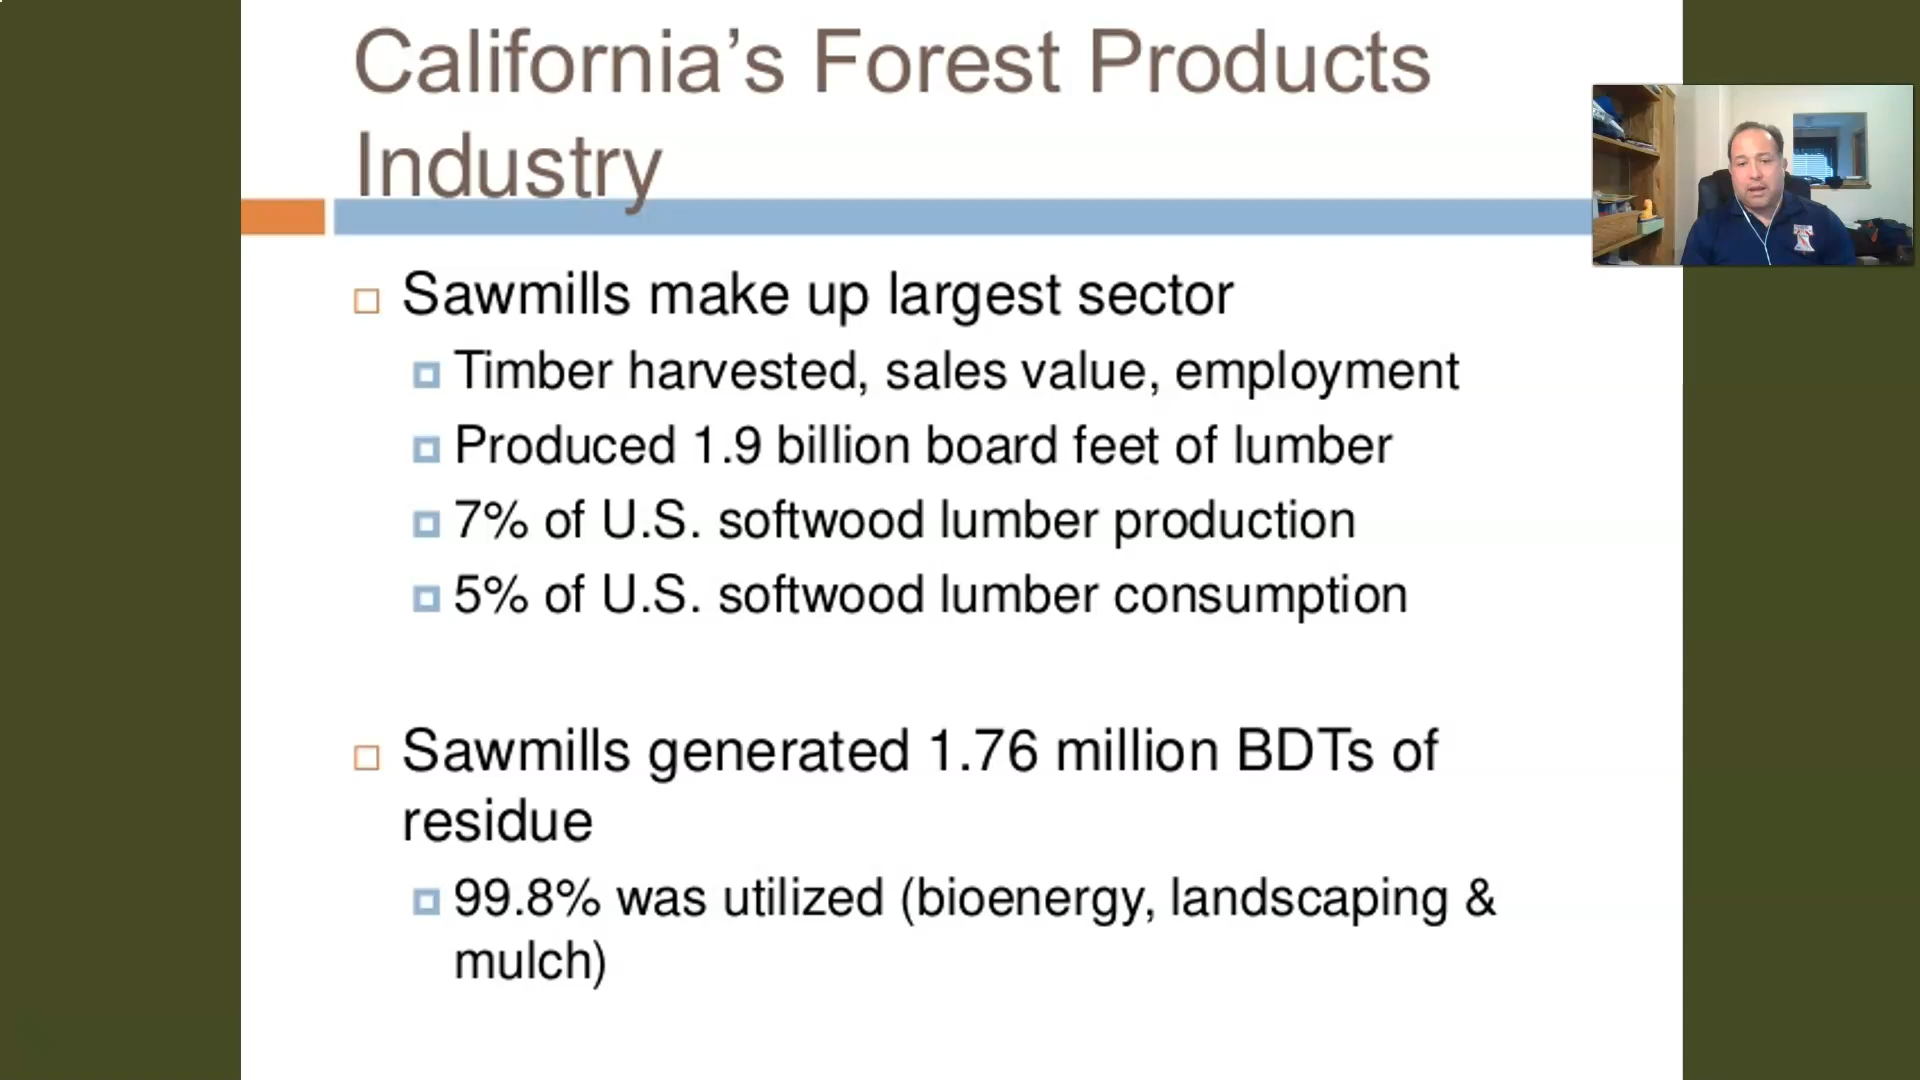 California’s Forest Products
Industry
Sawmills make up largest sector
Timber harvested, sales value, employment
Produced 1.9 billion board feet of lumber
7% of U.S. softwood lumber production
5% of U.S. softwood lumber consumption
Sawmills generated 1.76 million BDTs of
residue
99.8% was utilized (bioenergy, landscaping &
mulch)